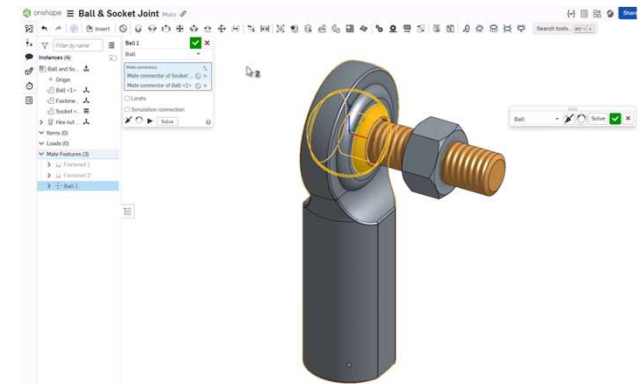 onshape Ball & Socket Joint Main
Insert
Search tools...
Filter by name
Instances (4)
Ball and So...
Origin
Ball <1>
Fastene...
Socket <...
Hex nut ...
Items (0)
Loads (0)
Mate Features (3)
Fastened 1
Fastened 2
Ball 1
Ball 1
Ball
Mate connectors
Mate connector of Socket ...
Mate connector of Ball <1>
Limits
Simulation connection
Solve
2
Ball
Solve